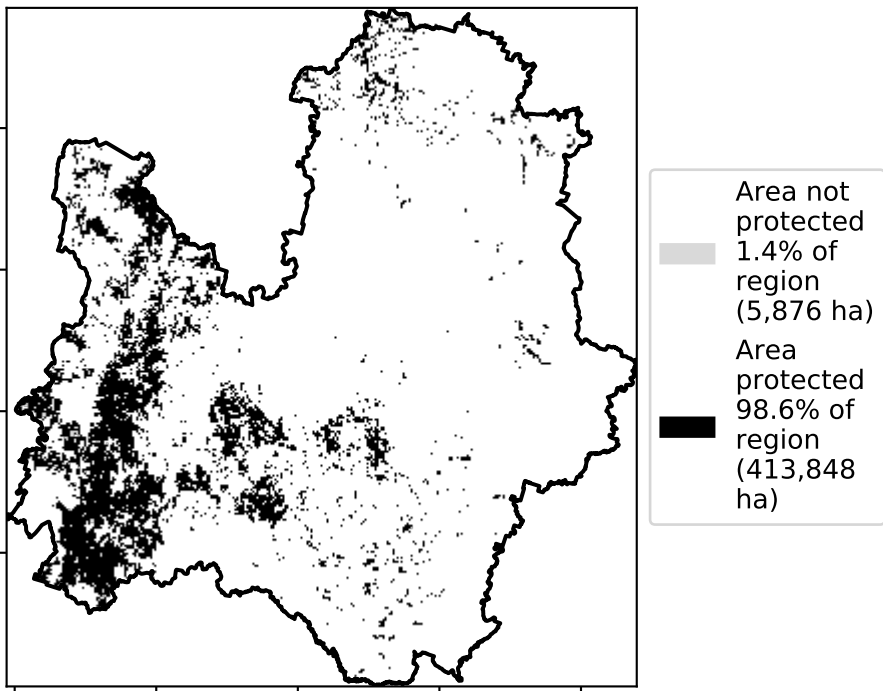 Area not
protected
1.4% of
region
(5,876 ha)
Area
protected
98.6% of
region
(413,848
ha)